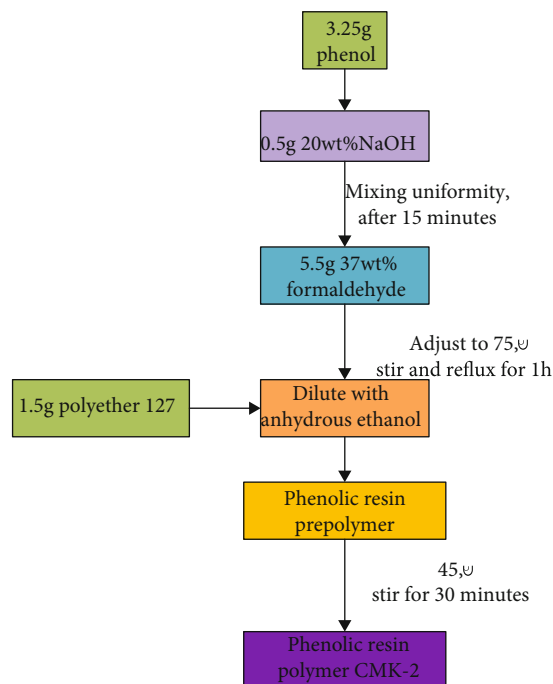 3.25g
phenol
0.5g 20wt%NaOH
Mixing uniformity,
after 15 minutes
5.5g 37wt%
formaldehyde
Adjust to 75,
stir and reflux for 1h
1.5g polyether 127
Dilute with
anhydrous ethanol
Phenolic resin
prepolymer
45,
stir for 30 minutes
Phenolic resin
polymer CMK-2